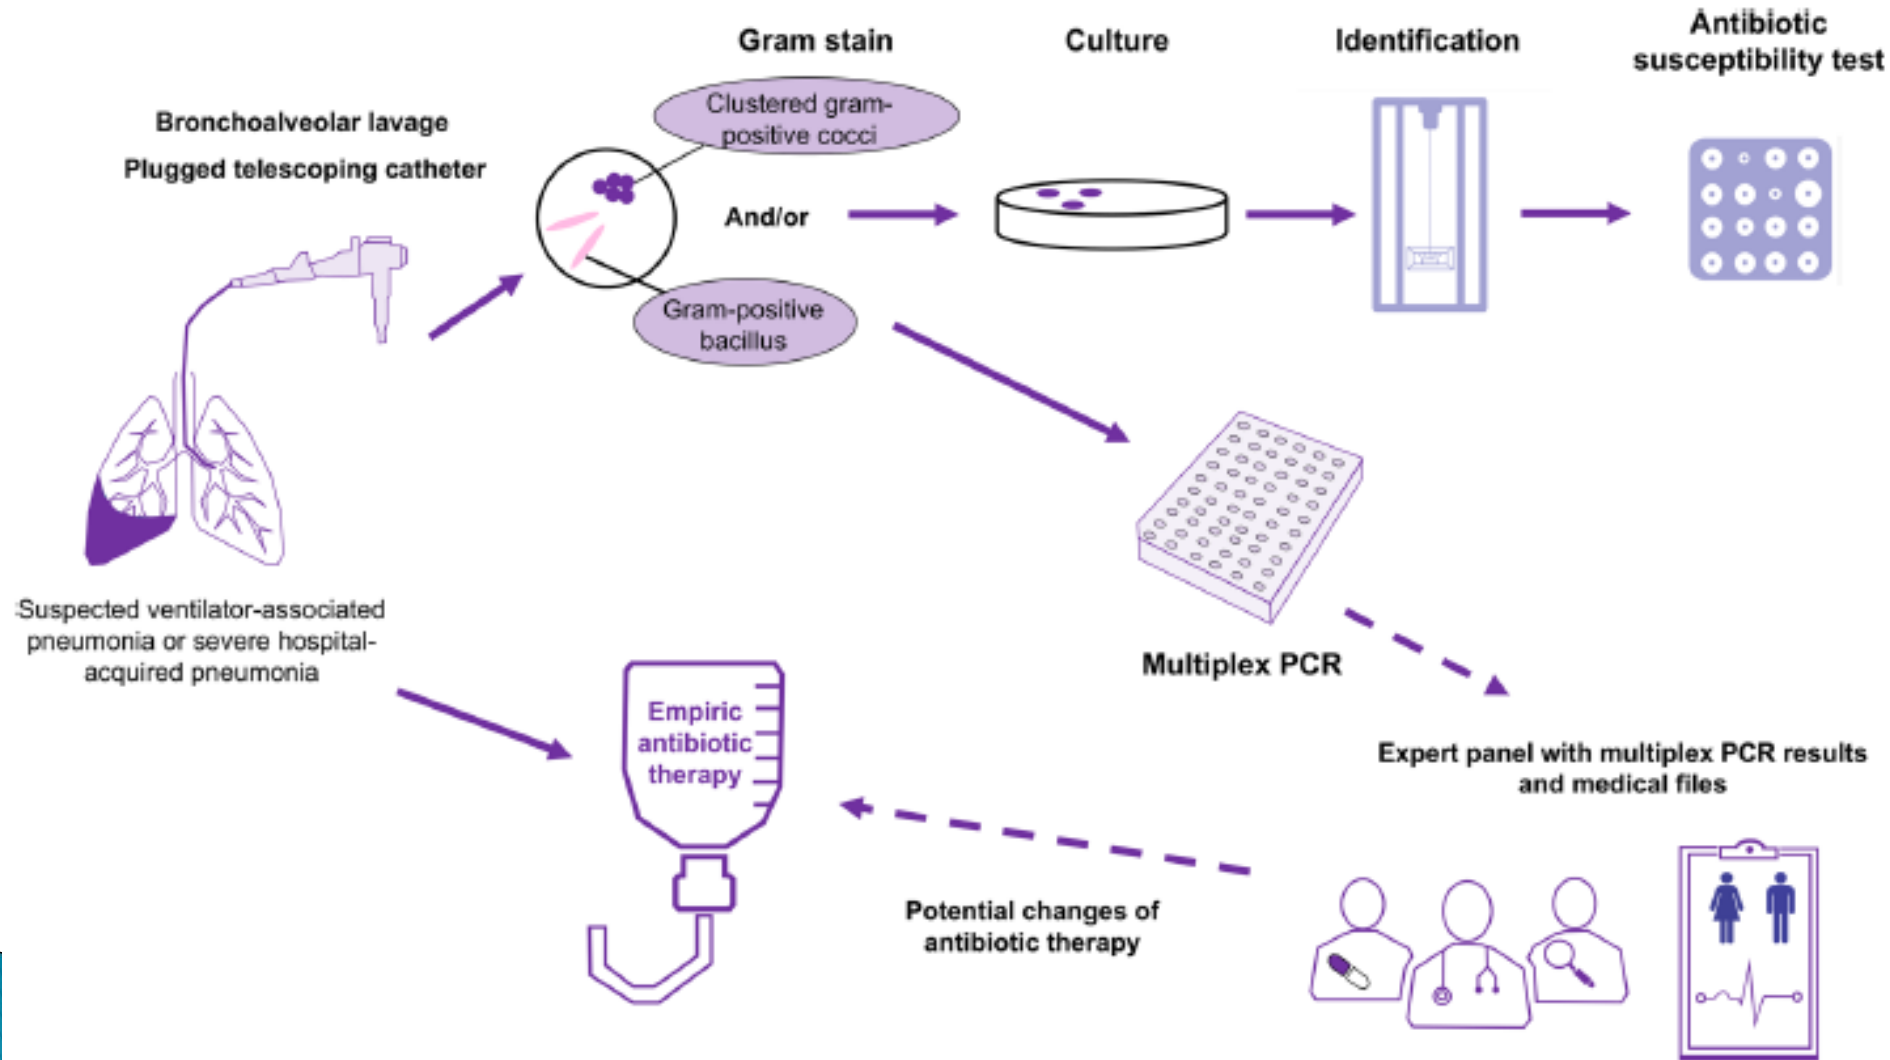 Gram stain
Culture
Identification
Antibiotic
susceptibility test
Clustered gram-
positive cocci
Bronchoalveolar lavage
Plugged telescoping catheter
And/or
Gram-positive
bacillus
Suspected ventilator-associated
pneumonia or severe hospital-
acquired pneumonia
Multiplex PCR
Empiric
antibiotic
therapy
Expert panel with multiplex PCR results
and medical files
Potential changes of
antibiotic therapy